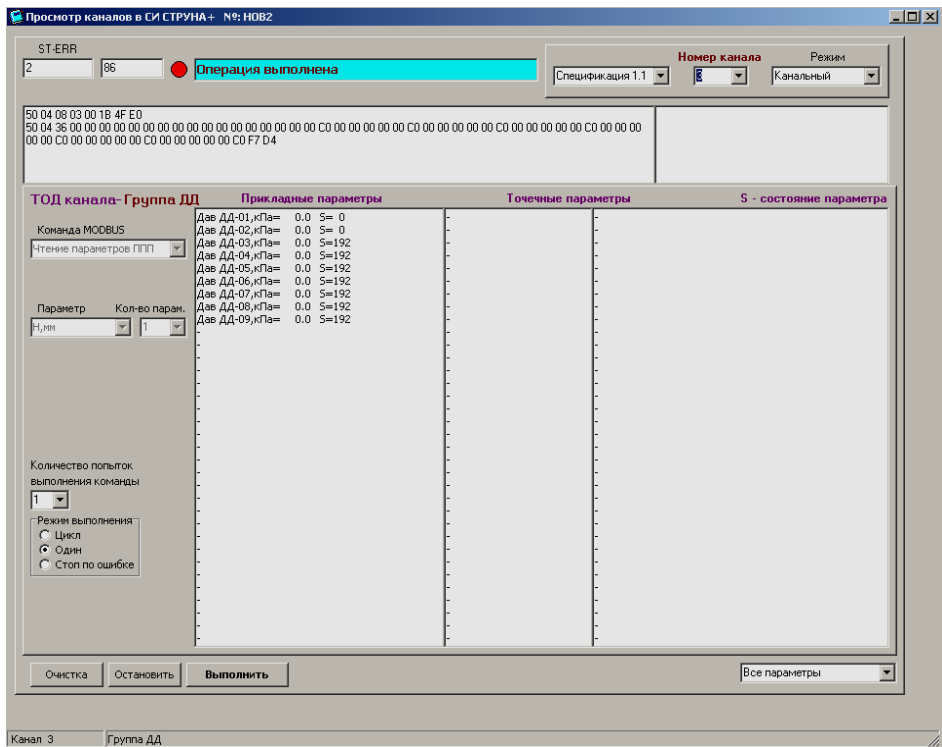 Просмотр каналов в СИ СТРУНА+ №: НОВ2
ST-ERR
2 86 Операция выполнена
Номер канала Режим
Спецификация 1.1 3 Канальный
50 04 08 03 00 1B 4F E0
50 04 36 00 00 00 00 00 00 00 00 00 00 00 00 00 00 00 00 00 C0 00 00 00 00 00 C0 00 00 00 00 00 C0 00 00 00 00 00 C0 00 00 00
00 00 C0 00 00 00 00 00 C0 00 00 00 00 00 C0 F7 D4
ТОД канала- Группа ДД Прикладные параметры Точечные параметры S - состояние параметра
Команда MODBUS
Чтение параметров ППП
Параметр Кол-во парам.
Н,мм 1
Дав ДД-01,кПа= 0.0 S= 0
Дав ДД-02,кПа= 0.0 S= 0
Дав ДД-03,кПа= 0.0 S=192
Дав ДД-04,кПа= 0.0 S=192
Дав ДД-05,кПа= 0.0 S=192
Дав ДД-06,кПа= 0.0 S=192
Дав ДД-07,кПа= 0.0 S=192
Дав ДД-08,кПа= 0.0 S=192
Дав ДД-09,кПа= 0.0 S=192
Количество попыток
выполнения команды
1
Режим выполнения
Цикл
Один
Стоп по ошибке
Очистка Остановить Выполнить Все параметры
Канал 3 Группа ДД